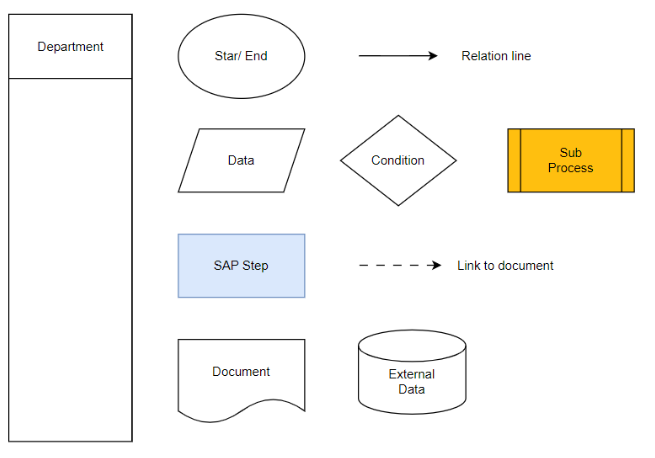 Department
Star/ End
Relation line
Data
Condition
Sub
Process
SAP Step
Link to document
Document
External
Data